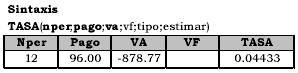 Sintaxis
TASA(nper;pago;va;vf;tipo;estimar)
Nper Pago VA VF TASA
12 96.00 -878.77 0.04433